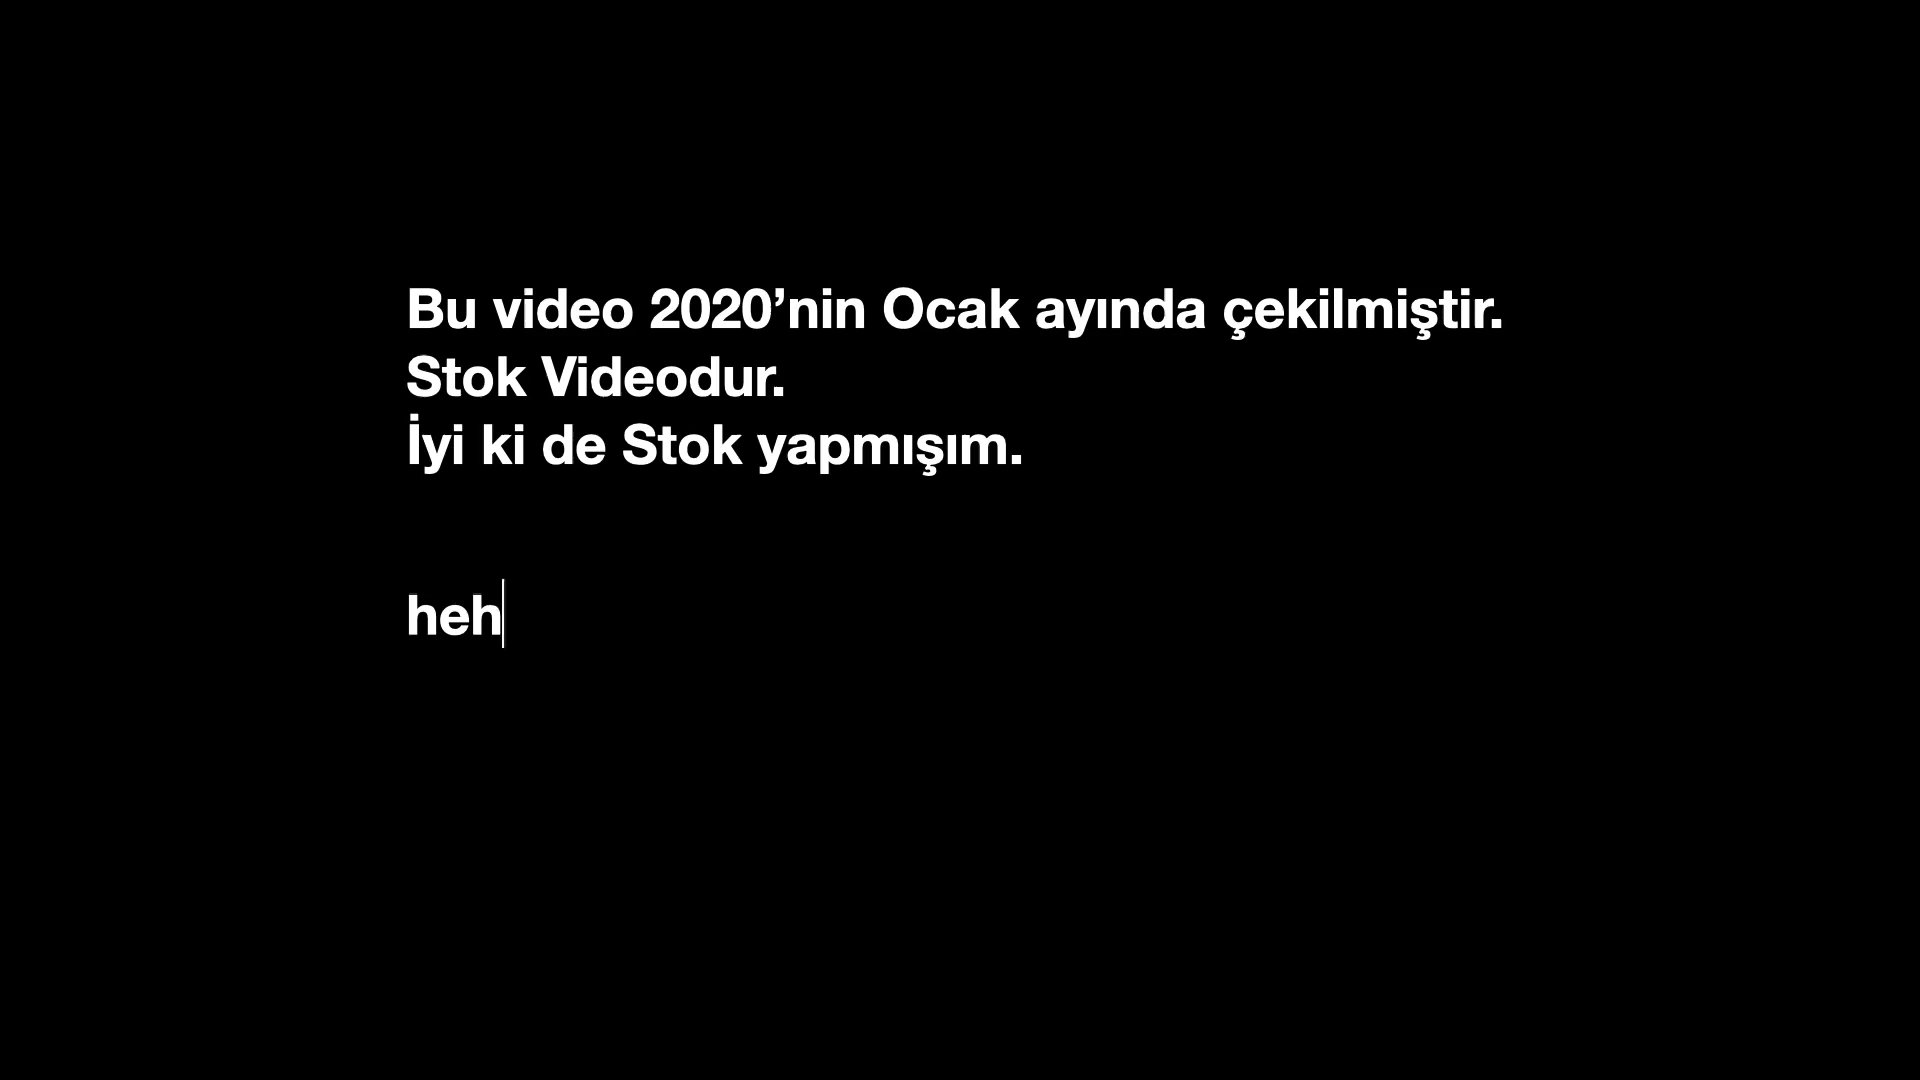 Bu video 2020’nin Ocak ayında çekilmiştir.
Stok Videodur.
İyi ki de Stok yapmışım.
heh